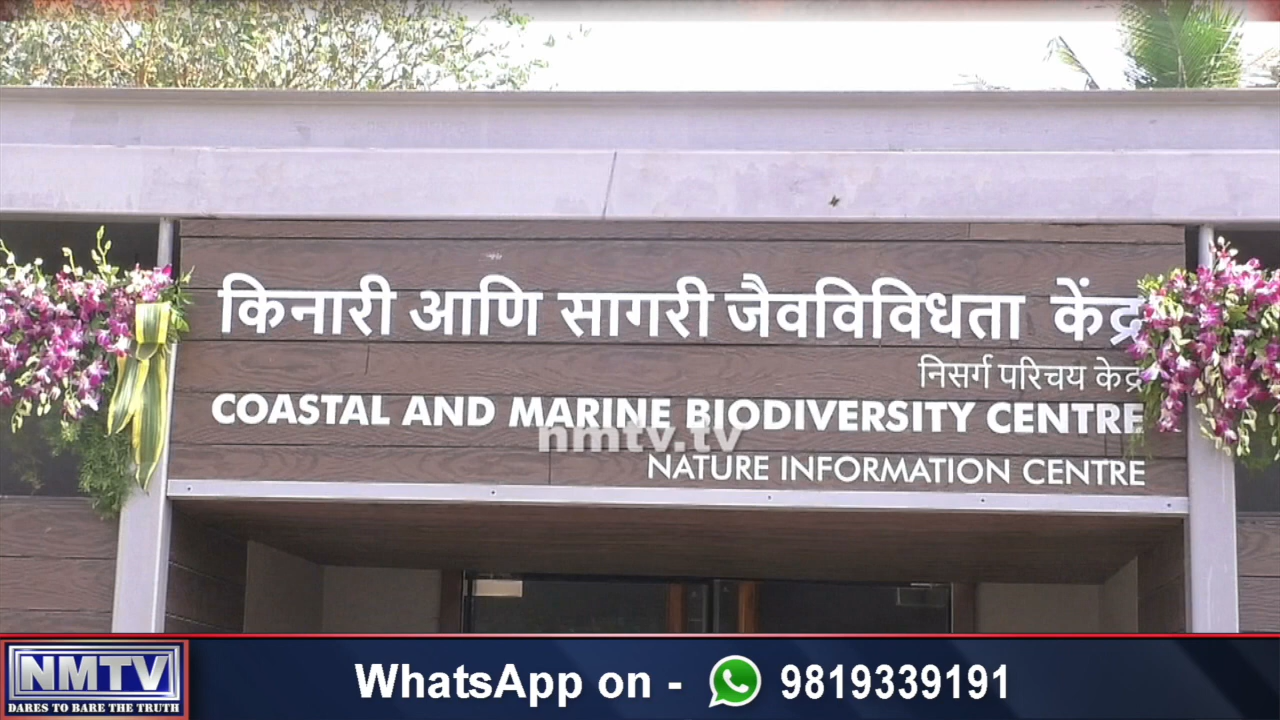 किनारी आणि सागरी जैवविविधता केंद्र
निसर्ग परिचय केंद्र
COASTAL AND MARINE BIODIVERSITY CENTRE
nmtv.tv
NATURE INFORMATION CENTRE
NMTV
DARES TO BARE THE TRUTH
WhatsApp on - 9819339191